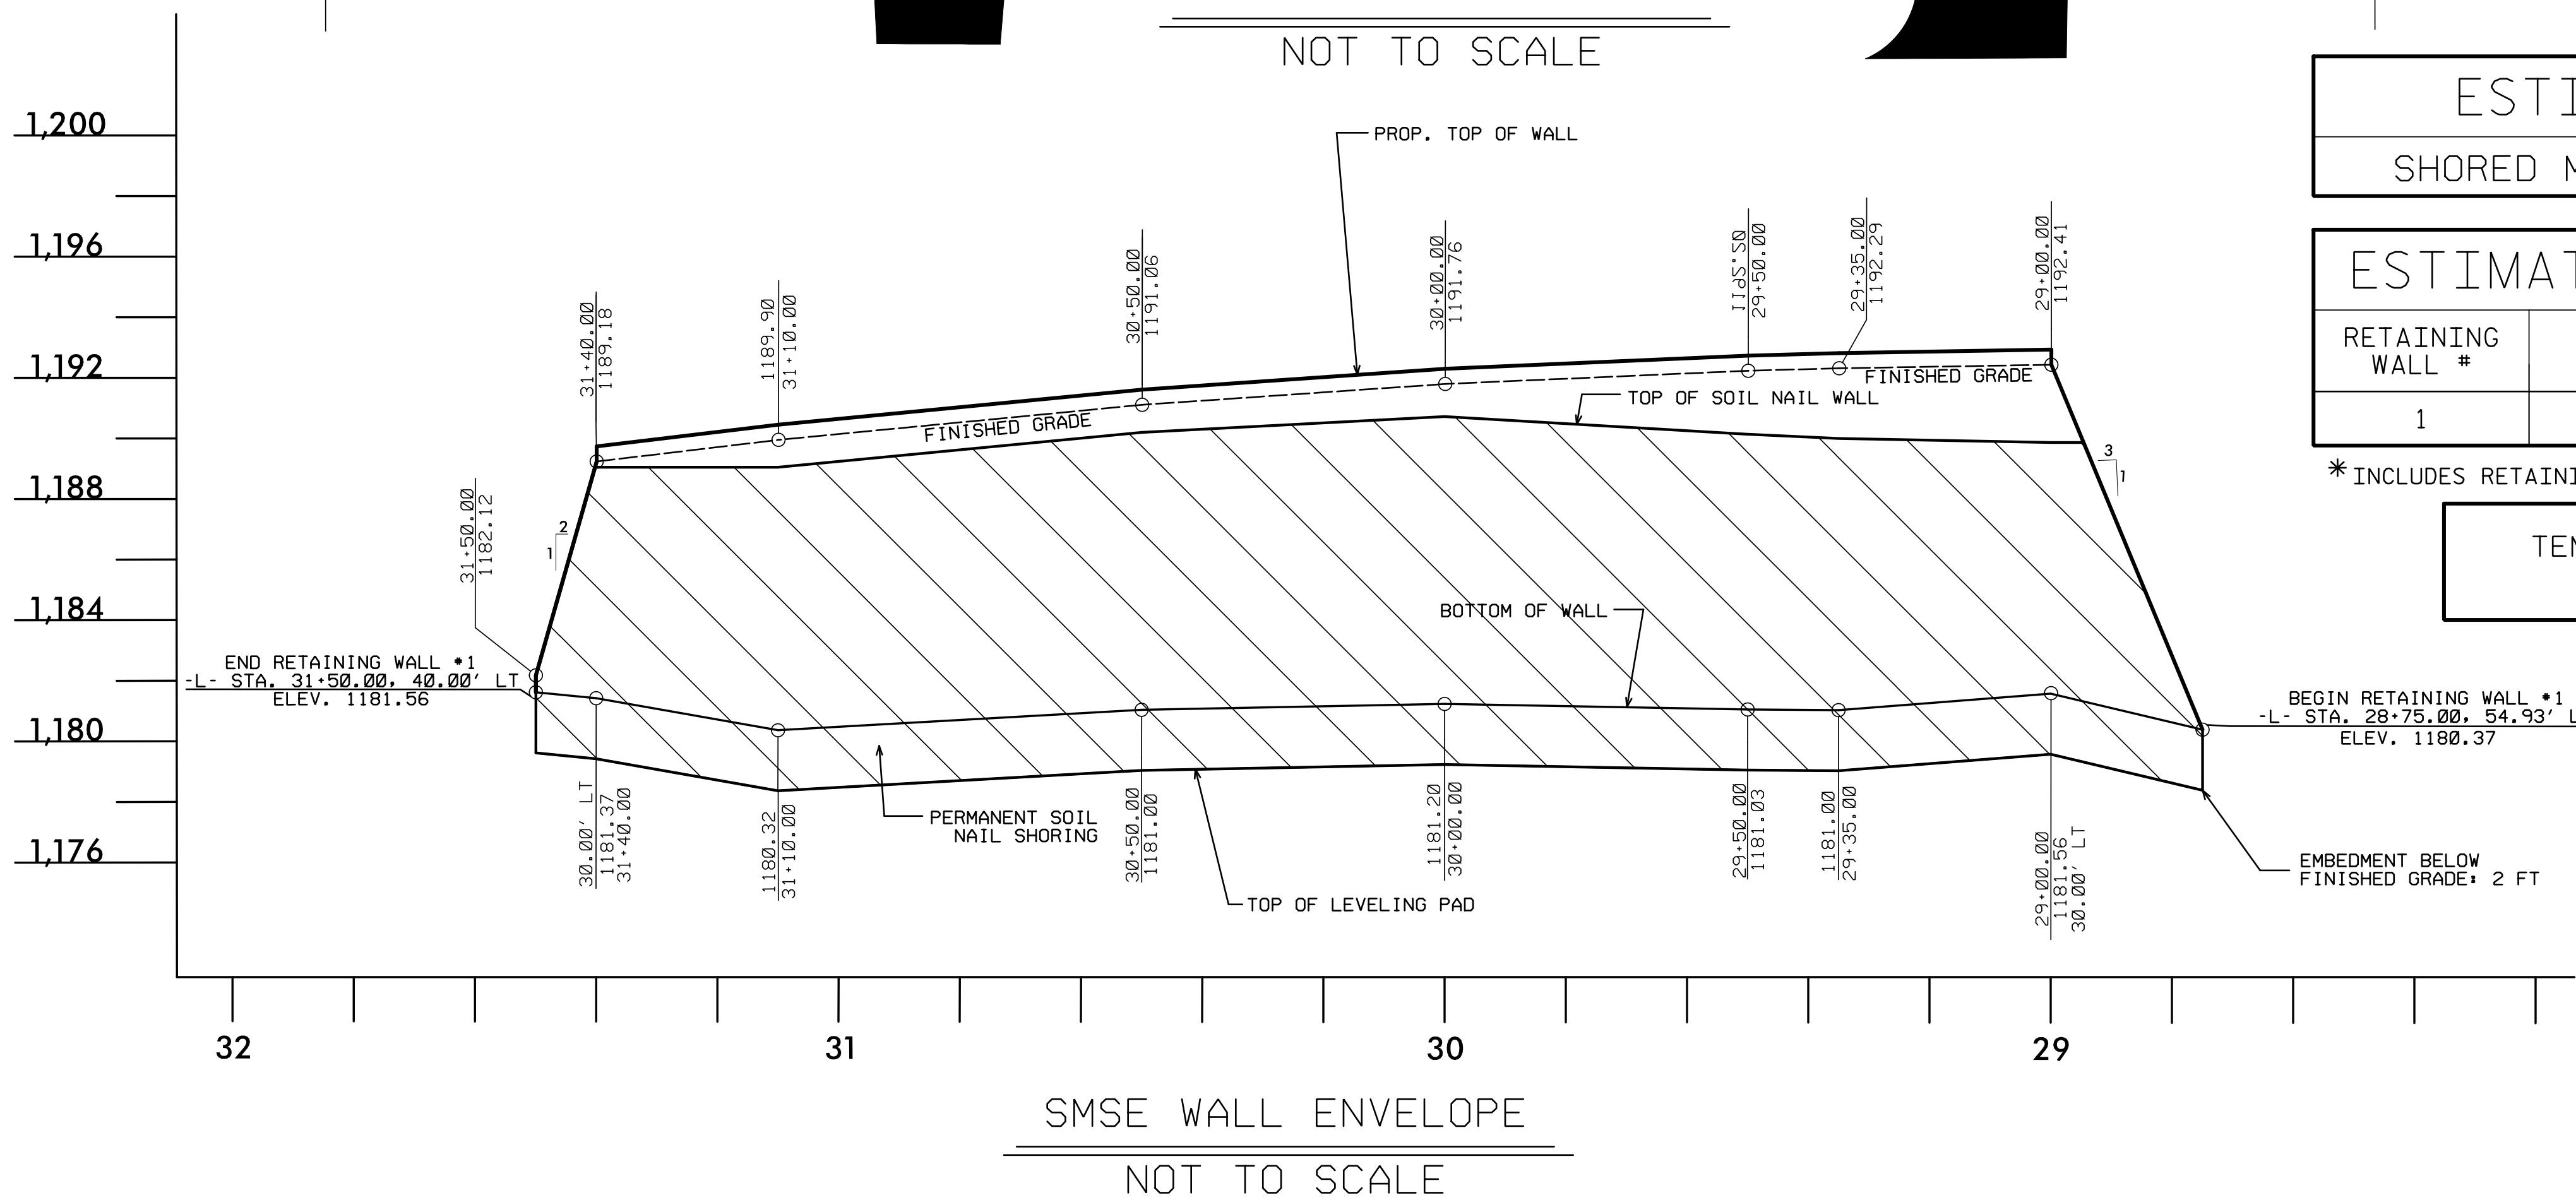 NOT TO SCALE
1,200
1,196
1,192
1,188
1,184
1,180
1,176
PROP. TOP OF WALL
31+40.00
1189.18
1189.90
31+10.00
30+50.00
1191.06
30+00.00
1191.76
29+50.00
29+35.00
1192.29
29+00.00
1192.41
FINISHED GRADE
FINISHED GRADE
TOP OF SOIL NAIL WALL
31+50.00
1182.12
2
1
3
1
BOTTOM OF WALL
END RETAINING WALL #1
-L- STA. 31+50.00, 40.00' LT
ELEV. 1181.56
BEGIN RETAINING WALL #1
-L- STA. 28+75.00, 54.93' L
ELEV. 1180.37
30.00' LT
1181.37
31+40.00
1180.32
31+10.00
PERMANENT SOIL
NAIL SHORING
30+50.00
1181.00
TOP OF LEVELING PAD
1181.20
30+00.00
29+50.00
1181.03
1181.00
29+35.00
29+00.00
1181.56
30.00' LT
EMBEDMENT BELOW
FINISHED GRADE: 2 FT
32
31
30
29
SMSE WALL ENVELOPE
NOT TO SCALE
ESTI
SHORED M
ESTIMAT
RETAINING
WALL #
1
*INCLUDES RETAINI
TEM